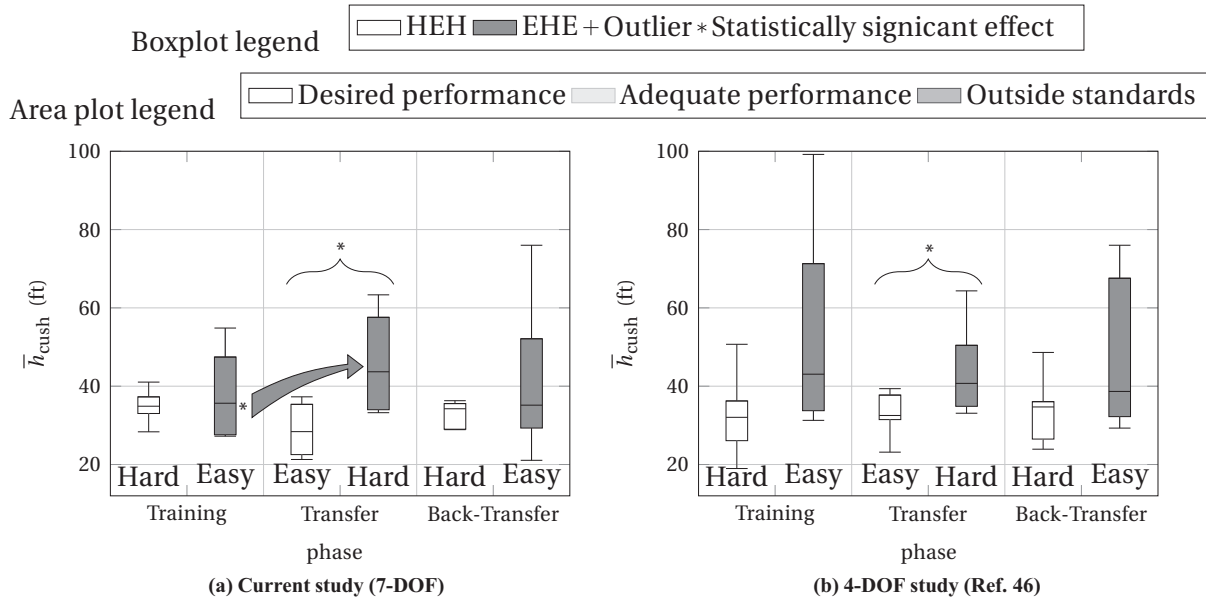 Boxplot legend HEH EHE + Outlier * Statistically signicant effect
Area plot legend Desired performance Adequate performance Outside standards
100
80
60
40
20
h̅cush (ft)
*
*
Hard Easy Easy Hard Hard Easy
Training Transfer Back-Transfer
phase
(a) Current study (7-DOF)
100
80
60
40
20
h̅cush (ft)
*
Hard Easy Easy Hard Hard Easy
Training Transfer Back-Transfer
phase
(b) 4-DOF study (Ref. 46)